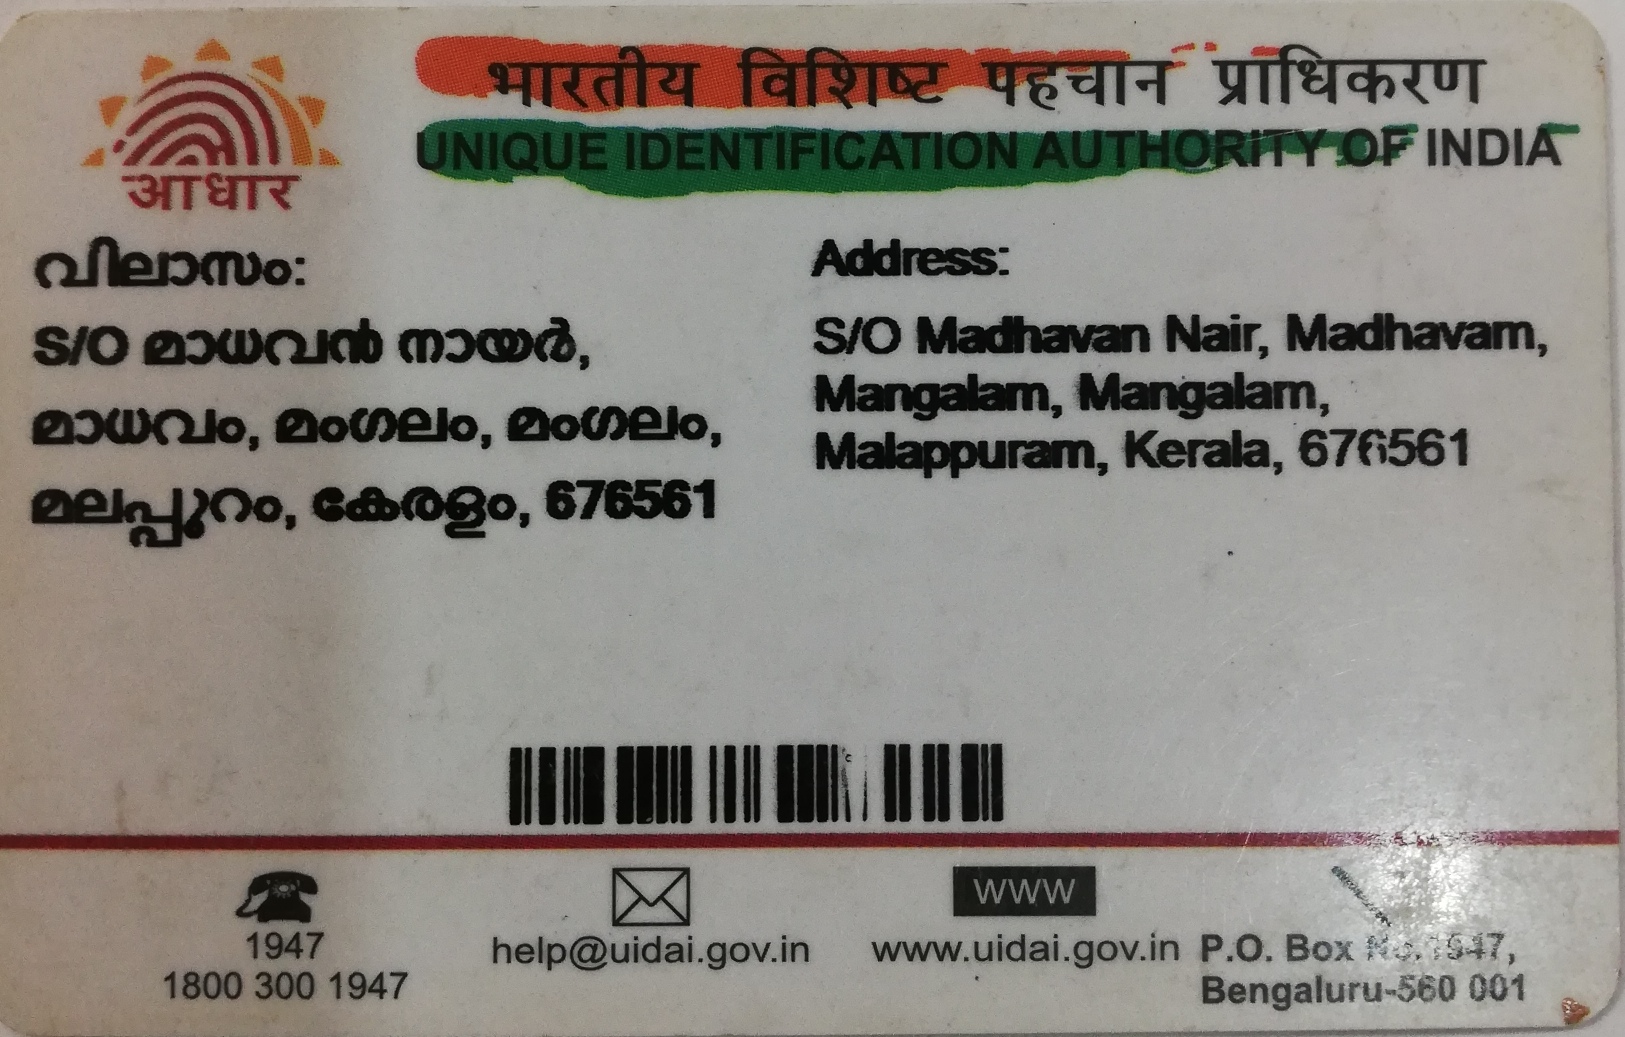 भारतीय विशिष्ट पहचान प्राधिकरण
UNIQUE IDENTIFICATION AUTHORITY OF INDIA
आधार
വിലാസം:
S/O മാധവൻ നായർ,
മാധവം, മംഗലം, മംഗലം,
മലപ്പുറം, കേരളം, 676561
Address:
S/O Madhavan Nair, Madhavam,
Mangalam, Mangalam,
Malappuram, Kerala, 676561
1947
1800 300 1947
help@uidai.gov.in
WWW
www.uidai.gov.in
P.O. Box No.1947,
Bengaluru-560 001